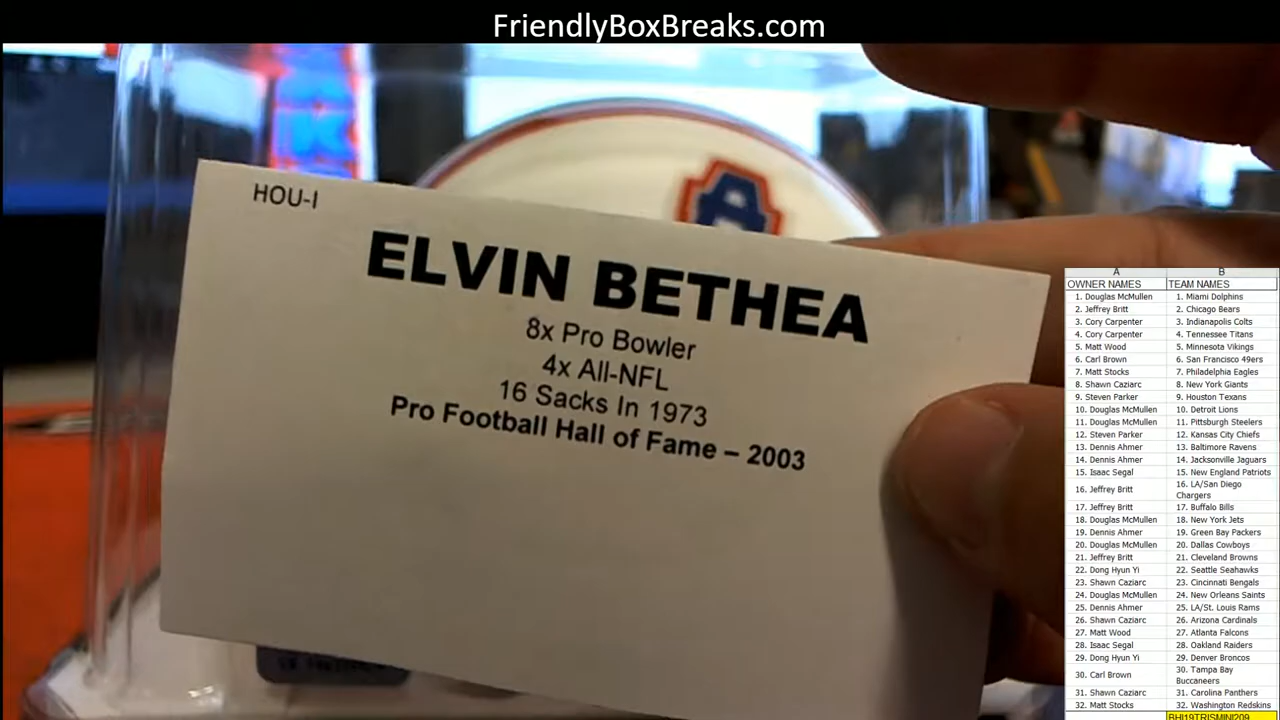 FriendlyBoxBreaks.com
HOU-I
ELVIN BETHEA
8x Pro Bowler
4x All-NFL
16 Sacks In 1973
Pro Football Hall of Fame – 2003
A B
OWNER NAMES TEAM NAMES
1. Douglas McMullen 1. Miami Dolphins
2. Jeffrey Britt 2. Chicago Bears
3. Cory Carpenter 3. Indianapolis Colts
4. Cory Carpenter 4. Tennessee Titans
5. Matt Wood 5. Minnesota Vikings
6. Carl Brown 6. San Francisco 49ers
7. Matt Stocks 7. Philadelphia Eagles
8. Shawn Caziarc 8. New York Giants
9. Steven Parker 9. Houston Texans
10. Douglas McMullen 10. Detroit Lions
11. Douglas McMullen 11. Pittsburgh Steelers
12. Steven Parker 12. Kansas City Chiefs
13. Dennis Ahmer 13. Baltimore Ravens
14. Dennis Ahmer 14. Jacksonville Jaguars
15. Isaac Segal 15. New England Patriots
16. Jeffrey Britt 16. LA/San Diego
Chargers
17. Jeffrey Britt 17. Buffalo Bills
18. Douglas McMullen 18. New York Jets
19. Dennis Ahmer 19. Green Bay Packers
20. Douglas McMullen 20. Dallas Cowboys
21. Jeffrey Britt 21. Cleveland Browns
22. Dong Hyun Yi 22. Seattle Seahawks
23. Shawn Caziarc 23. Cincinnati Bengals
24. Douglas McMullen 24. New Orleans Saints
25. Dennis Ahmer 25. LA/St. Louis Rams
26. Shawn Caziarc 26. Arizona Cardinals
27. Matt Wood 27. Atlanta Falcons
28. Isaac Segal 28. Oakland Raiders
29. Dong Hyun Yi 29. Denver Broncos
30. Carl Brown 30. Tampa Bay
Buccaneers
31. Shawn Caziarc 31. Carolina Panthers
32. Matt Stocks 32. Washington Redskins
BHI19TRISMINI209